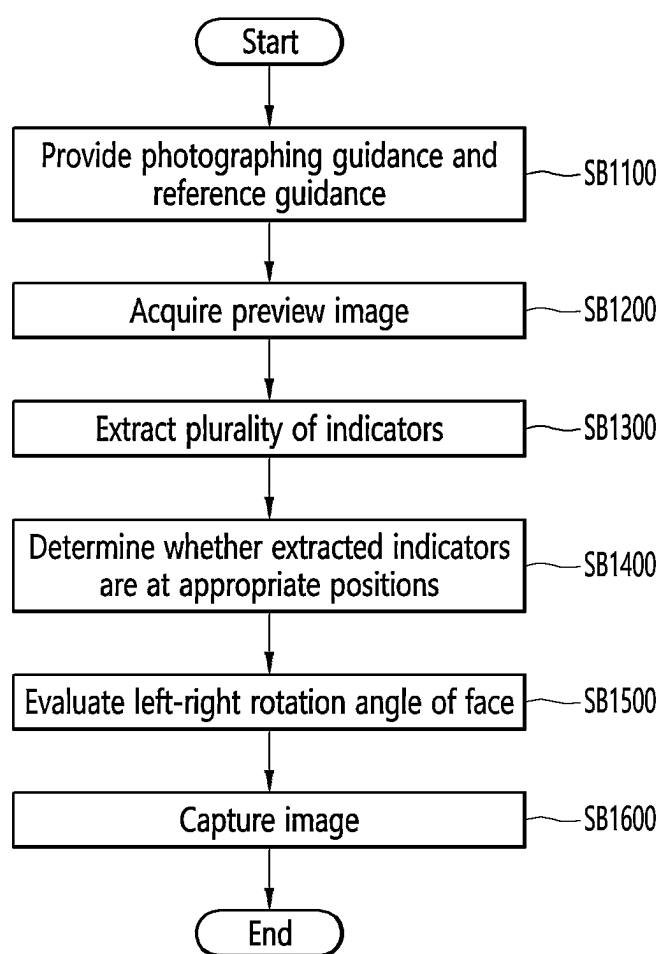 Start
Provide photographing guidance and
reference guidance
SB1100
Acquire preview image
SB1200
Extract plurality of indicators
SB1300
Determine whether extracted indicators
are at appropriate positions
SB1400
Evaluate left-right rotation angle of face
SB1500
Capture image
SB1600
End